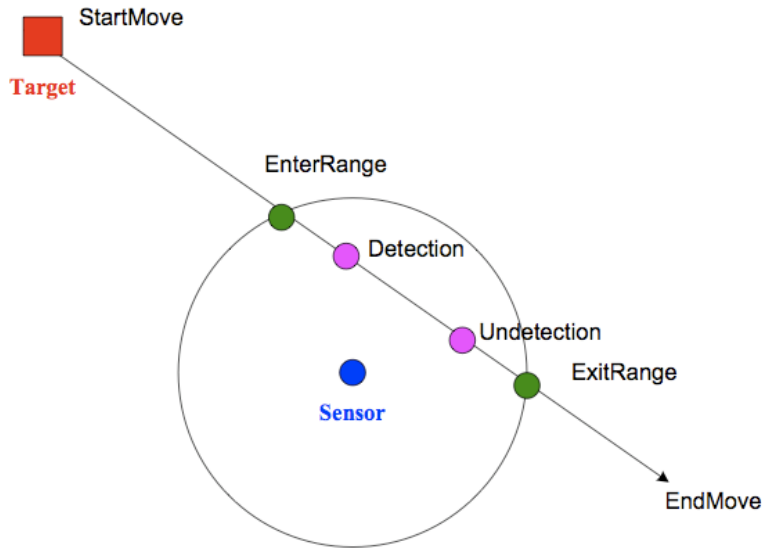 StartMove
Target
EnterRange
Detection
Undetection
ExitRange
Sensor
EndMove